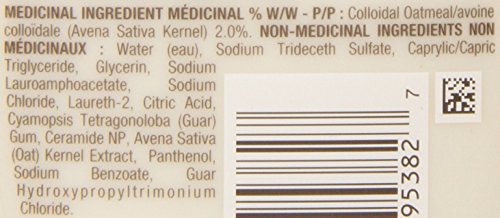 MEDICINAL INGREDIENT MÉDICINAL % W/W - P/P : Colloidal Oatmeal/avoine
colloïdale (Avena Sativa Kernel) 2.0%. NON-MEDICINAL INGREDIENTS NON
MÉDICINAUX : Water (eau), Sodium Trideceth Sulfate, Caprylic/Capric
Triglyceride, Glycerin, Sodium
Lauroamphoacetate, Sodium
Chloride, Laureth-2, Citric Acid,
Cyamopsis Tetragonoloba (Guar)
Gum, Ceramide NP, Avena Sativa
(Oat) Kernel Extract, Panthenol,
Sodium Benzoate, Guar
Hydroxypropyltrimonium
Chloride.
95382 7